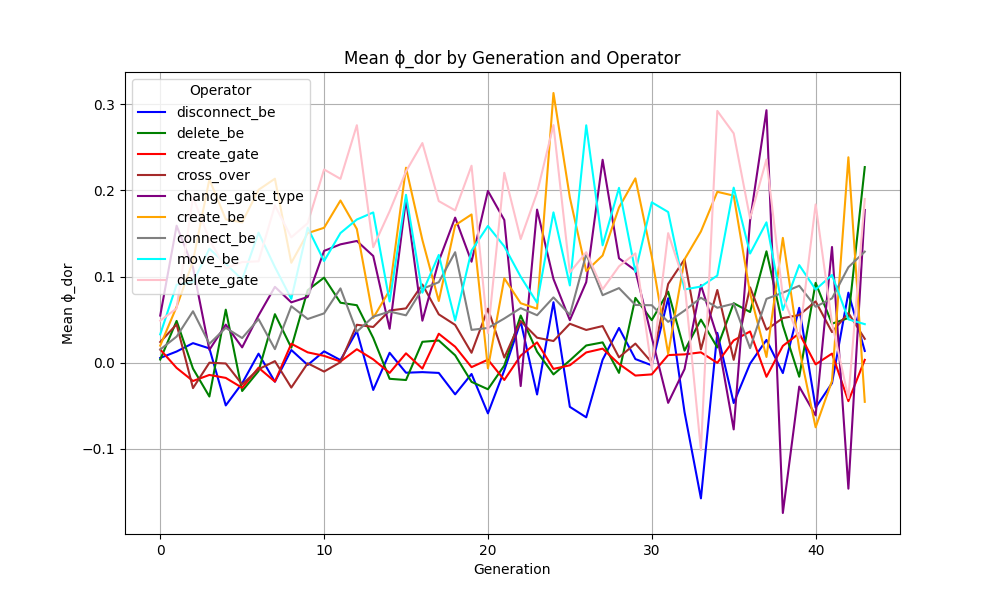 Mean ϕ_dor by Generation and Operator
Operator
disconnect_be
delete_be
create_gate
cross_over
change_gate_type
create_be
connect_be
move_be
delete_gate
Mean ϕ_dor
0.3
0.2
0.1
0.0
−0.1
0
10
20
30
40
Generation